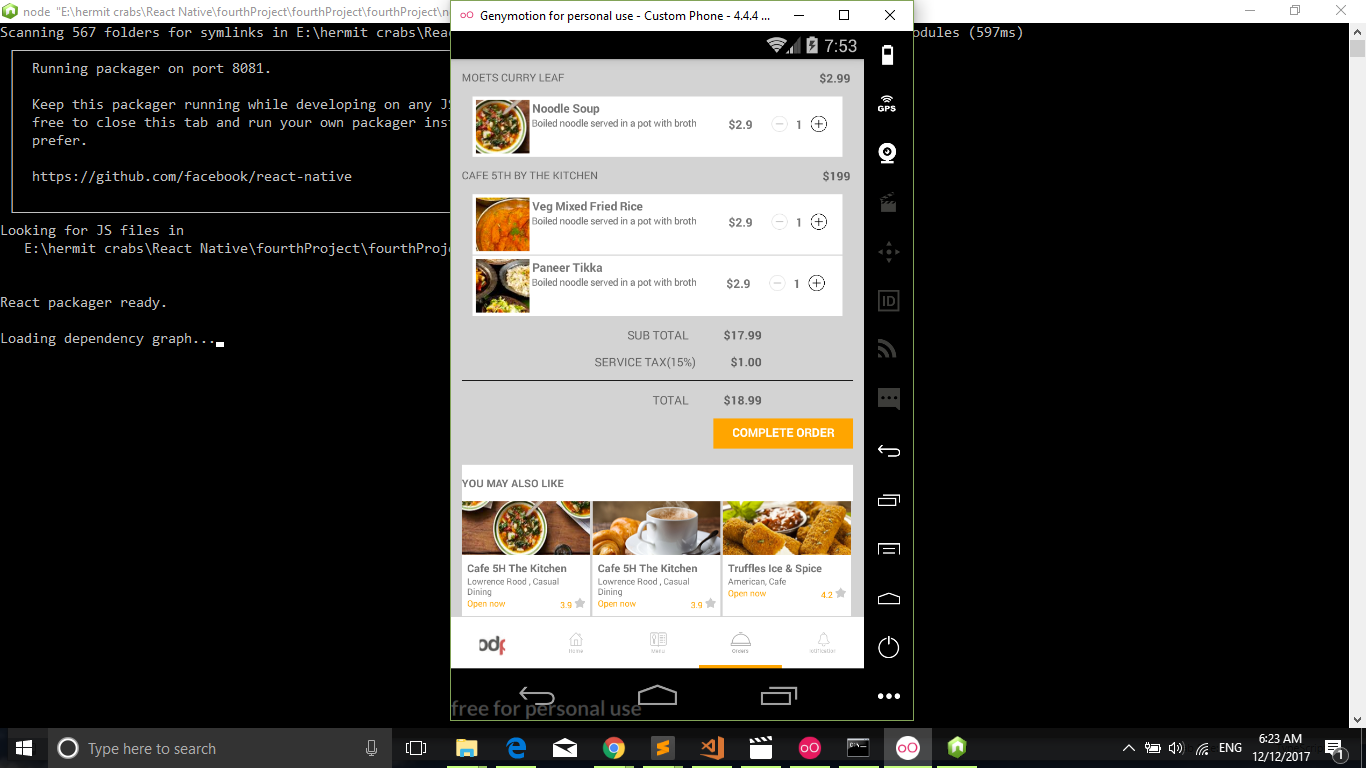 node "E:\hermit crabs\React Native\fourthProject\fourthProject\n
Scanning 567 folders for symlinks in E:\hermit crabs\Reac
odules (597ms)
Running packager on port 8081.
Keep this packager running while developing on any JS
free to close this tab and run your own packager inst
prefer.
https://github.com/facebook/react-native
Looking for JS files in
E:\hermit crabs\React Native\fourthProject\fourthProje
React packager ready.
Loading dependency graph...
Genymotion for personal use - Custom Phone - 4.4.4 ...
7:53
GPS
ID
MOETS CURRY LEAF $2.99
Noodle Soup
Boiled noodle served in a pot with broth
$2.9 1
CAFE 5TH BY THE KITCHEN $199
Veg Mixed Fried Rice
Boiled noodle served in a pot with broth
$2.9 1
Paneer Tikka
Boiled noodle served in a pot with broth
$2.9 1
SUB TOTAL $17.99
SERVICE TAX(15%) $1.00
TOTAL $18.99
COMPLETE ORDER
YOU MAY ALSO LIKE
Cafe 5H The Kitchen
Lowrence Rood , Casual
Dining
Open now 3.9
Cafe 5H The Kitchen
Lowrence Rood , Casual
Dining
Open now 3.9
Truffles Ice & Spice
American, Cafe
Open now 4.2
Home Menu Orders Notification
free for personal use
Type here to search
ENG
6:23 AM
12/12/2017
1